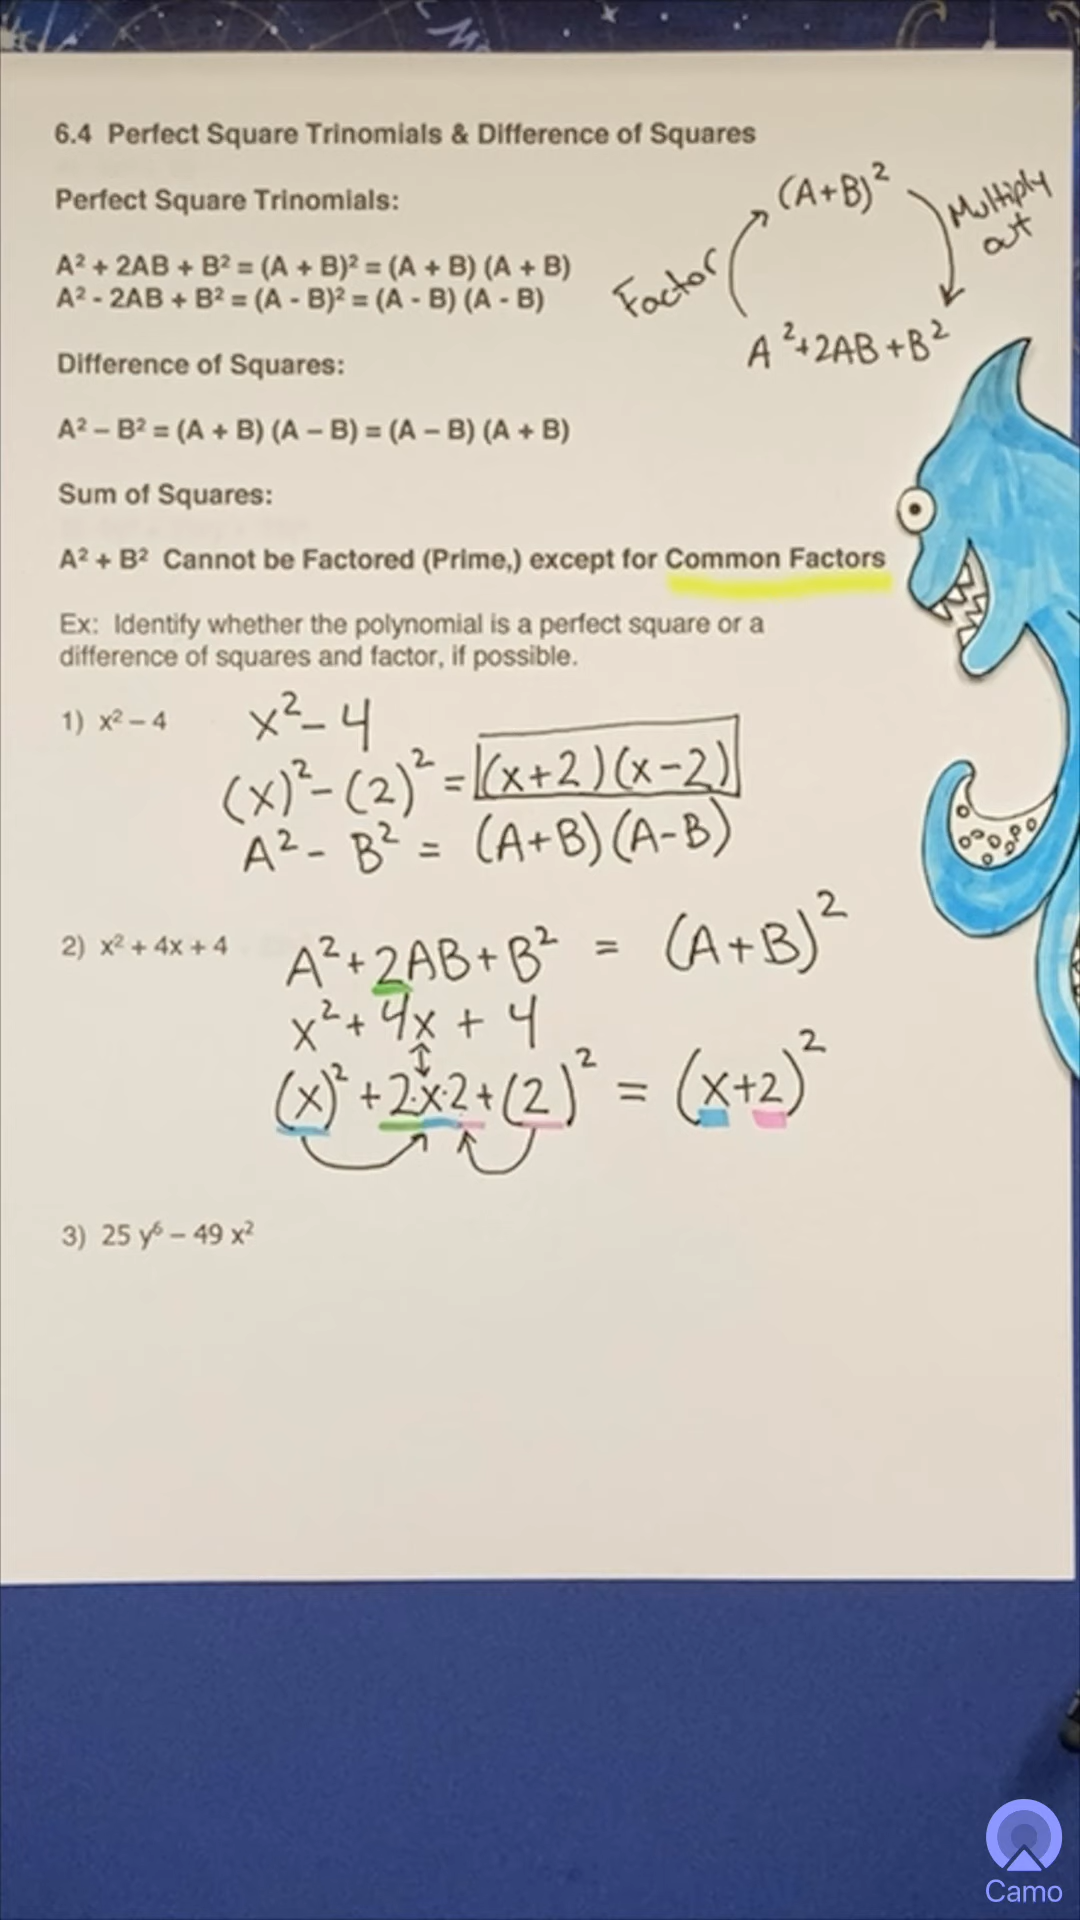 6.4 Perfect Square Trinomials & Difference of Squares
Perfect Square Trinomials:
A² + 2AB + B² = (A + B)² = (A + B) (A + B)
A² - 2AB + B² = (A - B)² = (A - B) (A - B)
(A+B)²
Multiply
out
Factor
A²+2AB+B²
Difference of Squares:
A² – B² = (A + B) (A – B) = (A – B) (A + B)
Sum of Squares:
A² + B² Cannot be Factored (Prime,) except for Common Factors
Ex: Identify whether the polynomial is a perfect square or a
difference of squares and factor, if possible.
1) x² – 4
x² – 4
(x)² – (2)² = (x+2)(x-2)
A² - B² = (A+B)(A-B)
2) x² + 4x + 4
A²+2AB+B² = (A+B)²
x²+4x + 4
(x)² +2·x·2+(2)² = (x+2)²
3) 25 y⁶ – 49 x²
Camo